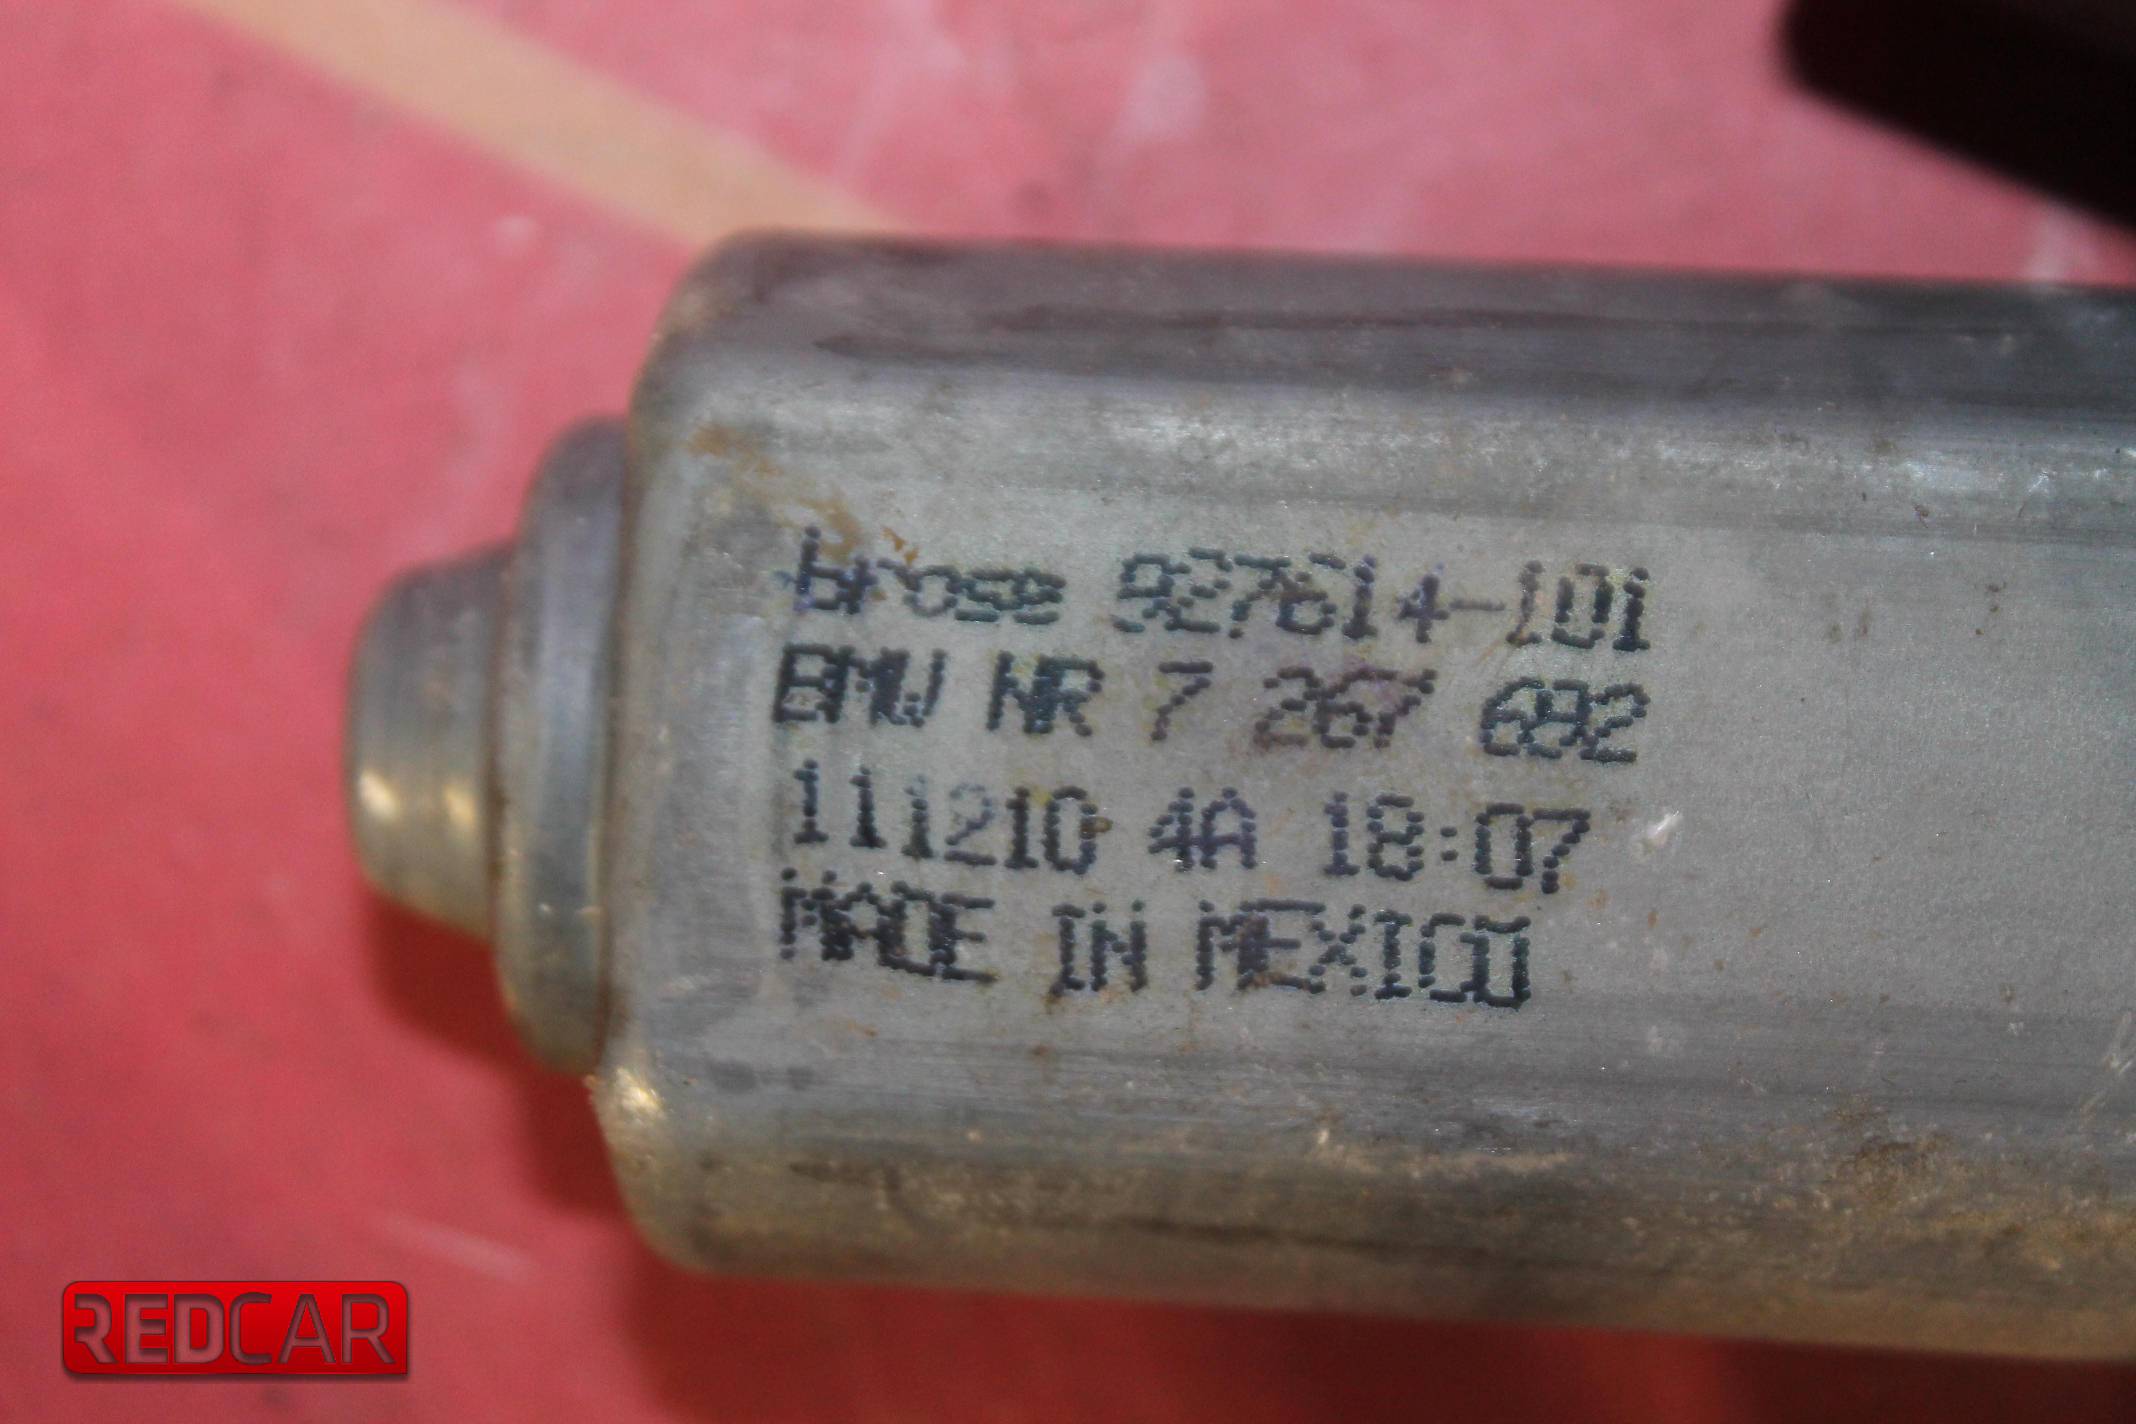 brose 927614-101
BMW NR 7 267 692
111210 4A 18:07
MADE IN MEXICO
REDCAR